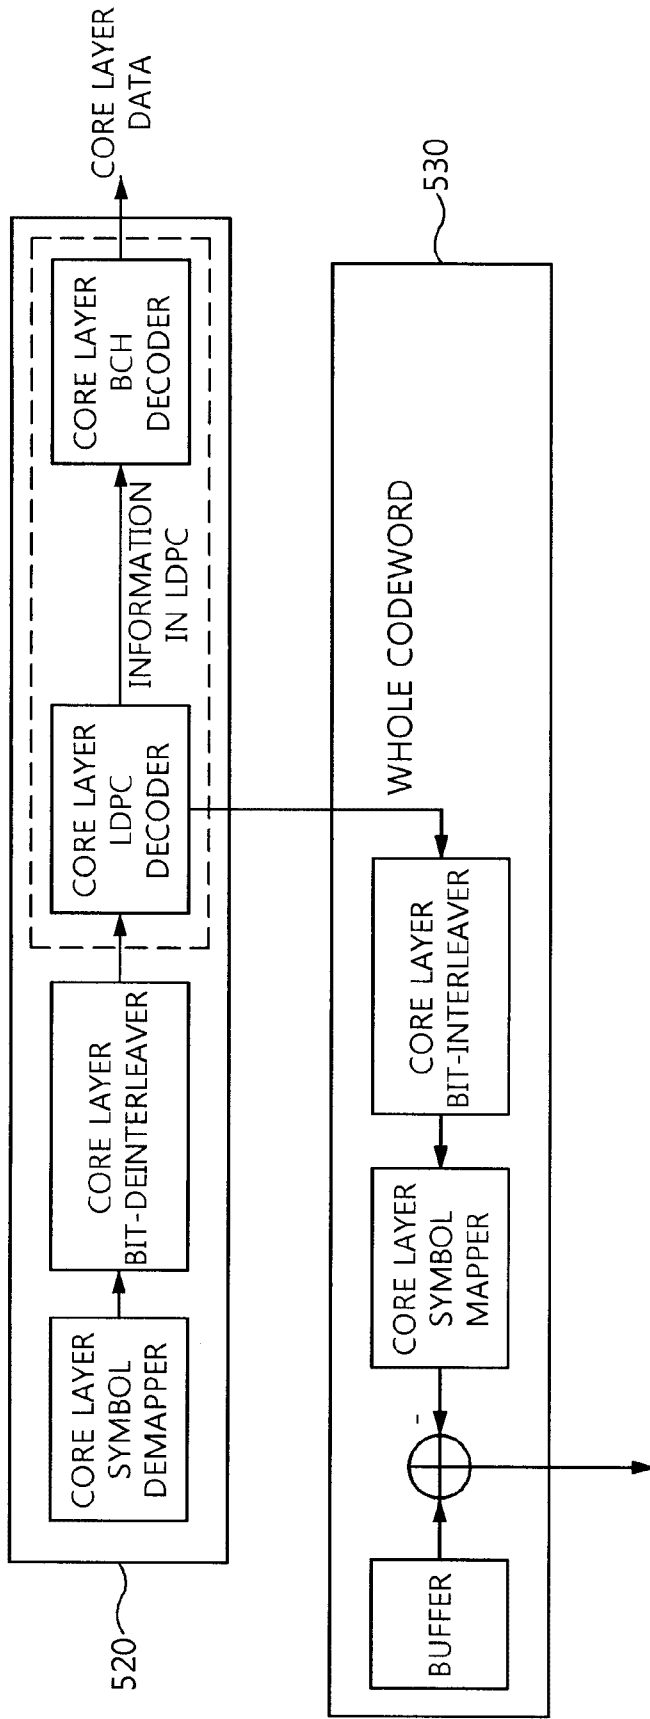 520
CORE LAYER
SYMBOL
DEMAPPER
CORE LAYER
BIT-DEINTERLEAVER
CORE LAYER
LDPC
DECODER
INFORMATION
IN LDPC
CORE LAYER
BCH
DECODER
CORE LAYER
DATA
530
BUFFER
-
CORE LAYER
SYMBOL
MAPPER
CORE LAYER
BIT-INTERLEAVER
WHOLE CODEWORD